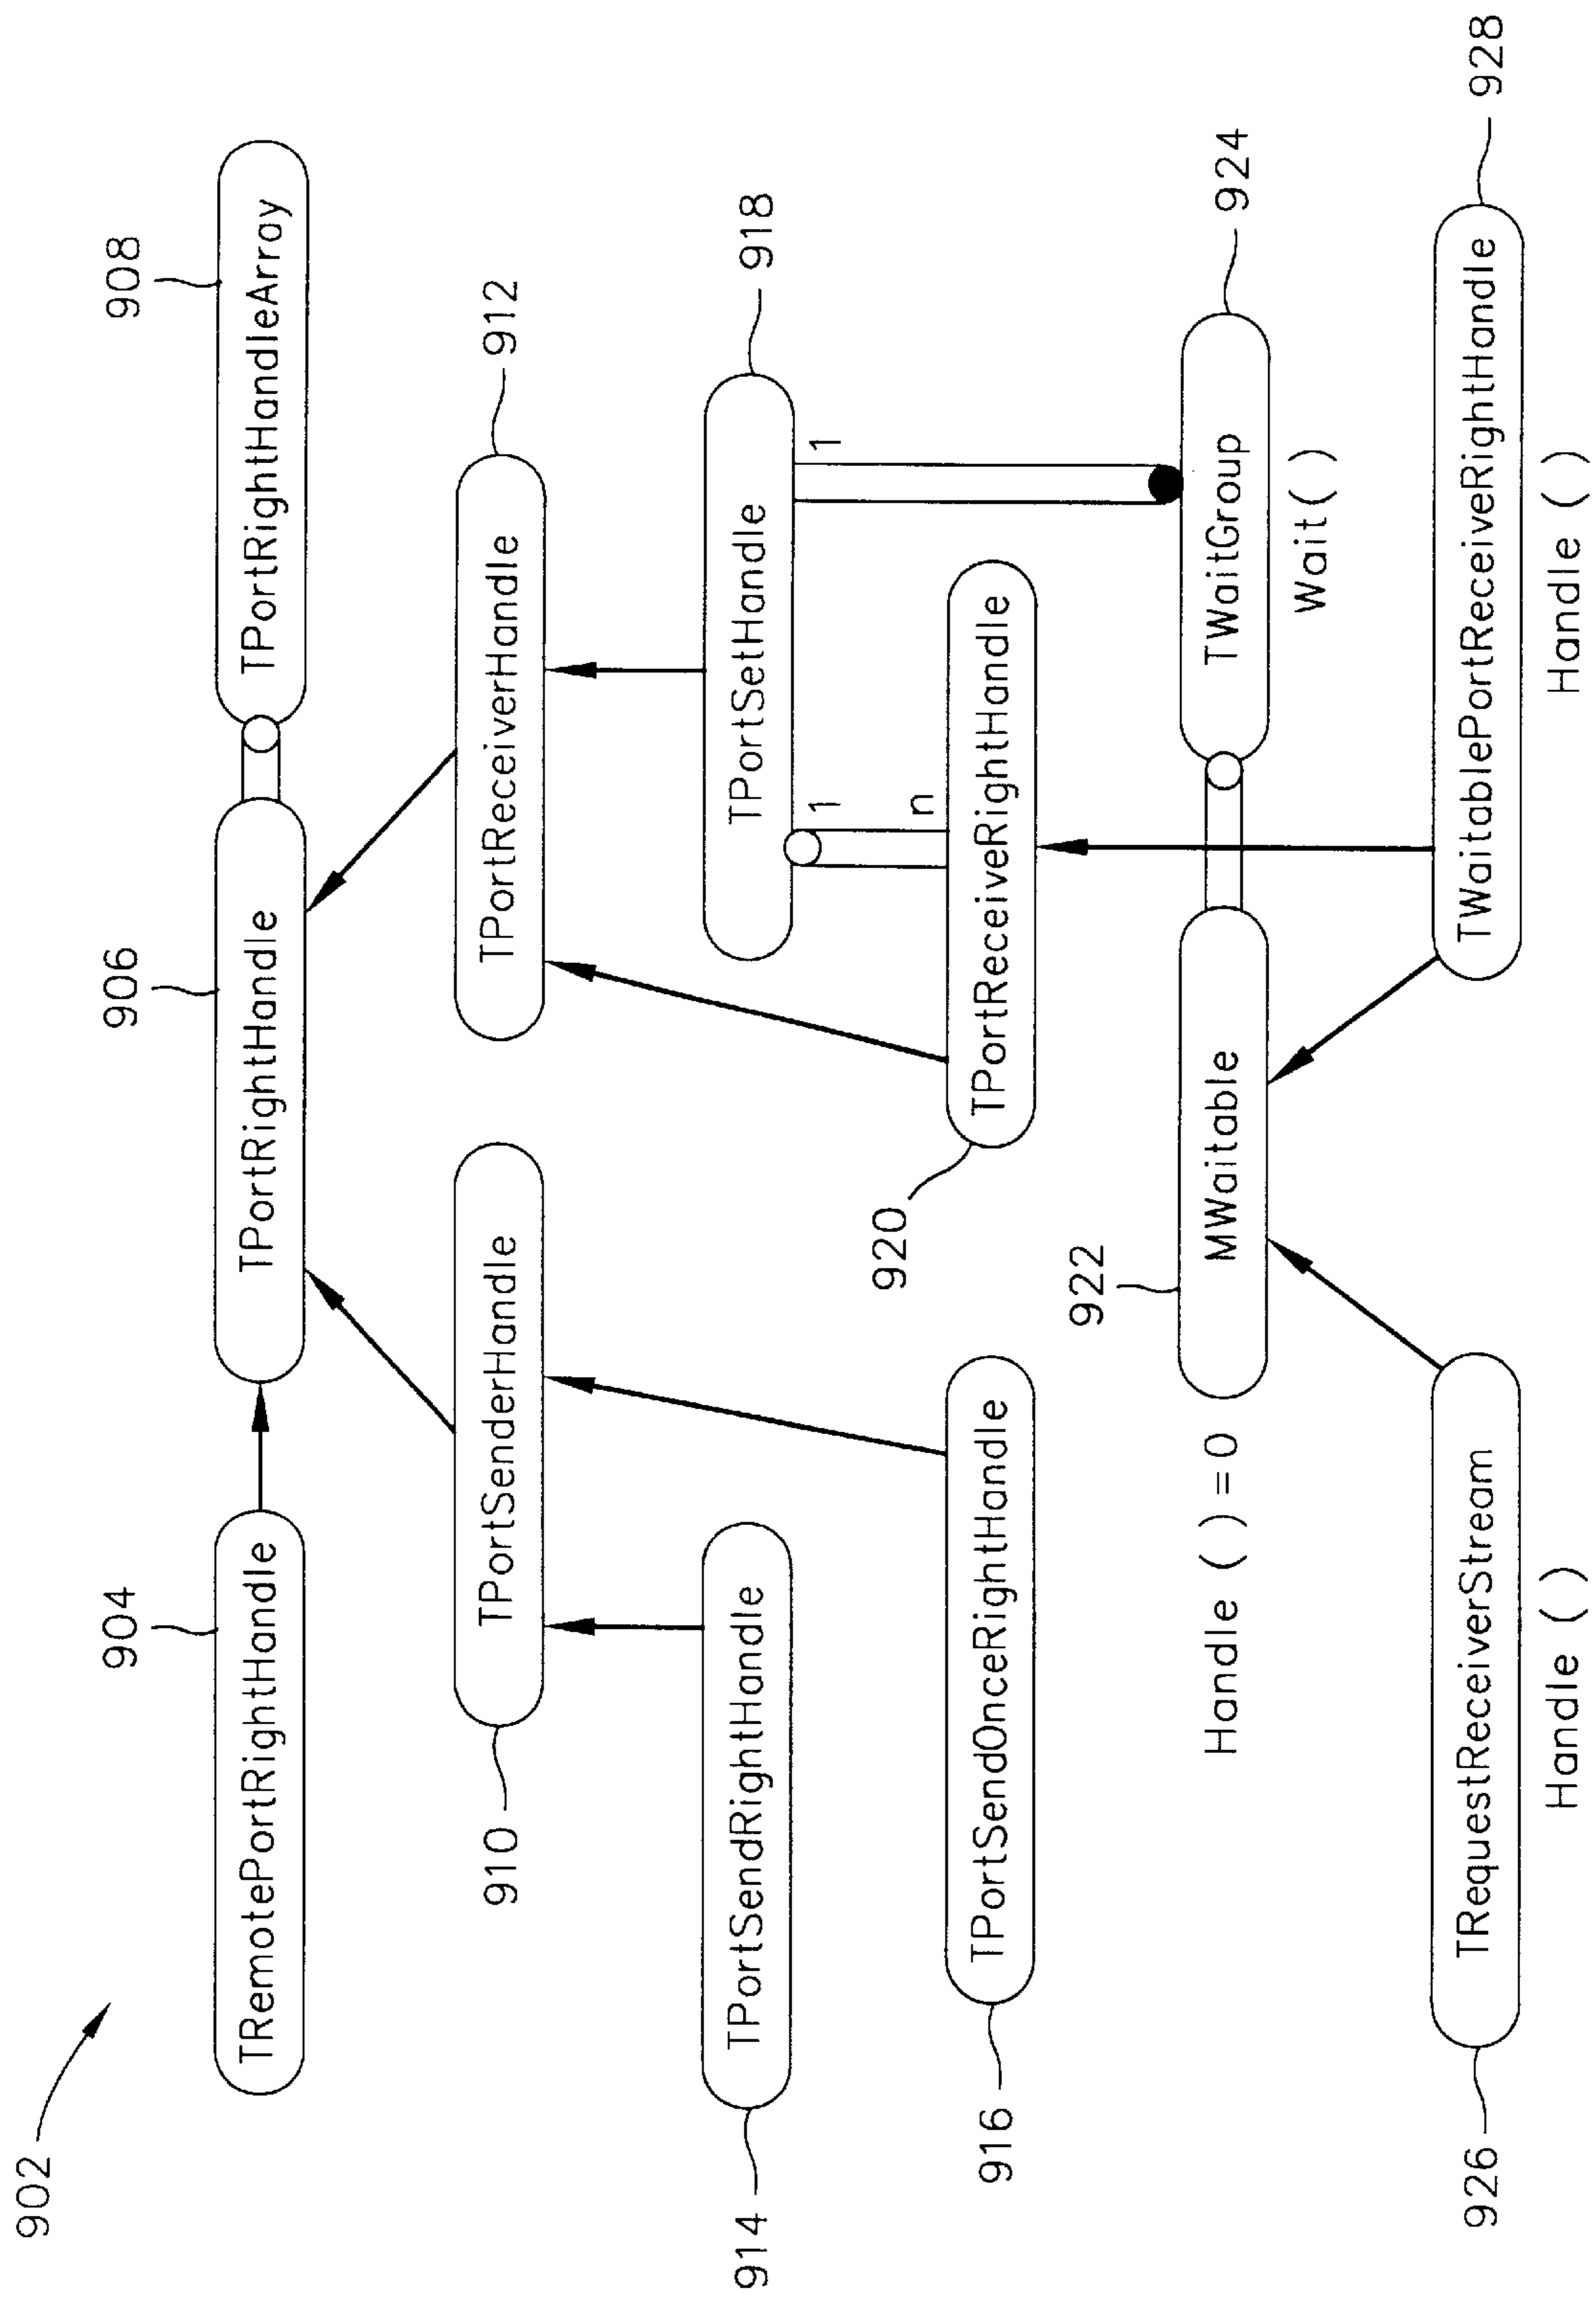 902
904
906
908
TRemotePortRightHandle
TPortRightHandle
TPortRightHandleArray
910
912
TPortSenderHandle
TPortReceiverHandle
914
918
TPortSendRightHandle
TPortSetHandle
1
1
n
916
920
TPortSendOnceRightHandle
TPortReceiveRightHandle
922
924
Handle ( ) = 0
MWaitable
TWaitGroup
Wait( )
926
928
TRequestReceiverStream
TWaitablePortReceiveRightHandle
Handle ( )
Handle ( )